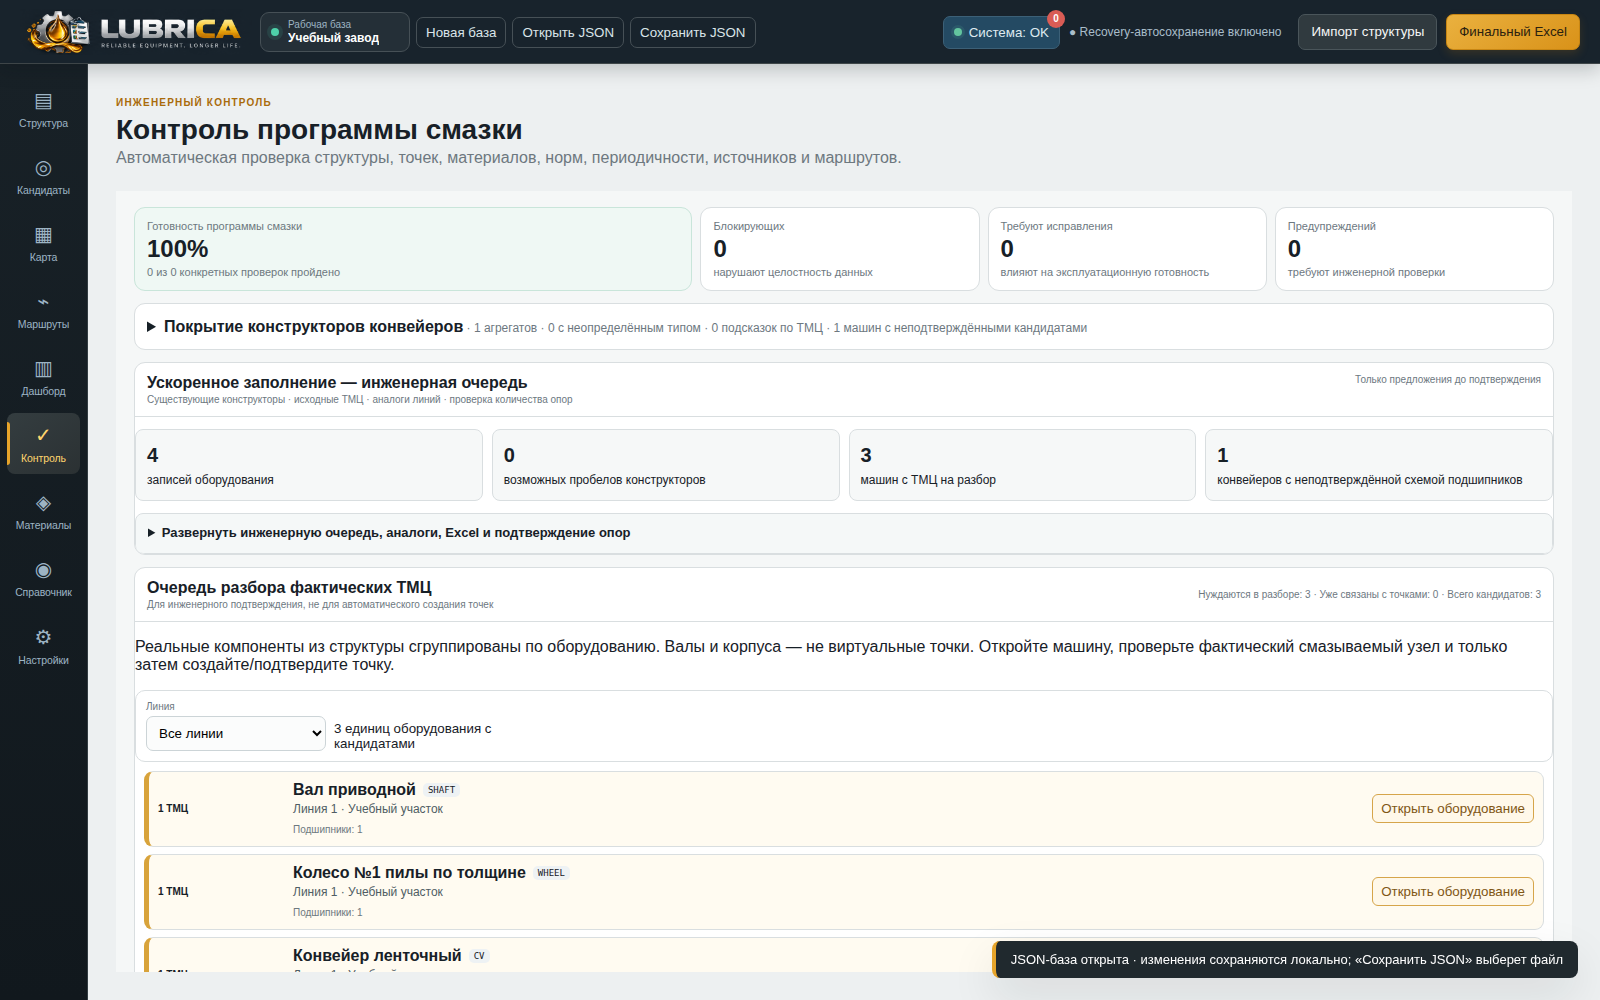 LUBRICA
RELIABLE EQUIPMENT. LONGER LIFE.
Рабочая база
Учебный завод
Новая база
Открыть JSON
Сохранить JSON
Система: OK
0
● Recovery-автосохранение включено
Импорт структуры
Финальный Excel
Структура
Кандидаты
Карта
Маршруты
Дашборд
Контроль
Материалы
Справочник
Настройки
ИНЖЕНЕРНЫЙ КОНТРОЛЬ
Контроль программы смазки
Автоматическая проверка структуры, точек, материалов, норм, периодичности, источников и маршрутов.
Готовность программы смазки
100%
0 из 0 конкретных проверок пройдено
Блокирующих
0
нарушают целостность данных
Требуют исправления
0
влияют на эксплуатационную готовность
Предупреждений
0
требуют инженерной проверки
Покрытие конструкторов конвейеров · 1 агрегатов · 0 с неопределённым типом · 0 подсказок по ТМЦ · 1 машин с неподтверждёнными кандидатами
Ускоренное заполнение — инженерная очередь
Существующие конструкторы · исходные ТМЦ · аналоги линий · проверка количества опор
Только предложения до подтверждения
4
записей оборудования
0
возможных пробелов конструкторов
3
машин с ТМЦ на разбор
1
конвейеров с неподтверждённой схемой подшипников
Развернуть инженерную очередь, аналоги, Excel и подтверждение опор
Очередь разбора фактических ТМЦ
Для инженерного подтверждения, не для автоматического создания точек
Нуждаются в разборе: 3 · Уже связаны с точками: 0 · Всего кандидатов: 3
Реальные компоненты из структуры сгруппированы по оборудованию. Валы и корпуса — не виртуальные точки. Откройте машину, проверьте фактический смазываемый узел и только
затем создайте/подтвердите точку.
Линия
Все линии
3 единиц оборудования с
кандидатами
1 ТМЦ
Вал приводной SHAFT
Линия 1 · Учебный участок
Подшипники: 1
Открыть оборудование
1 ТМЦ
Колесо №1 пилы по толщине WHEEL
Линия 1 · Учебный участок
Подшипники: 1
Открыть оборудование
Конвейер ленточный CV
JSON-база открыта · изменения сохраняются локально; «Сохранить JSON» выберет файл